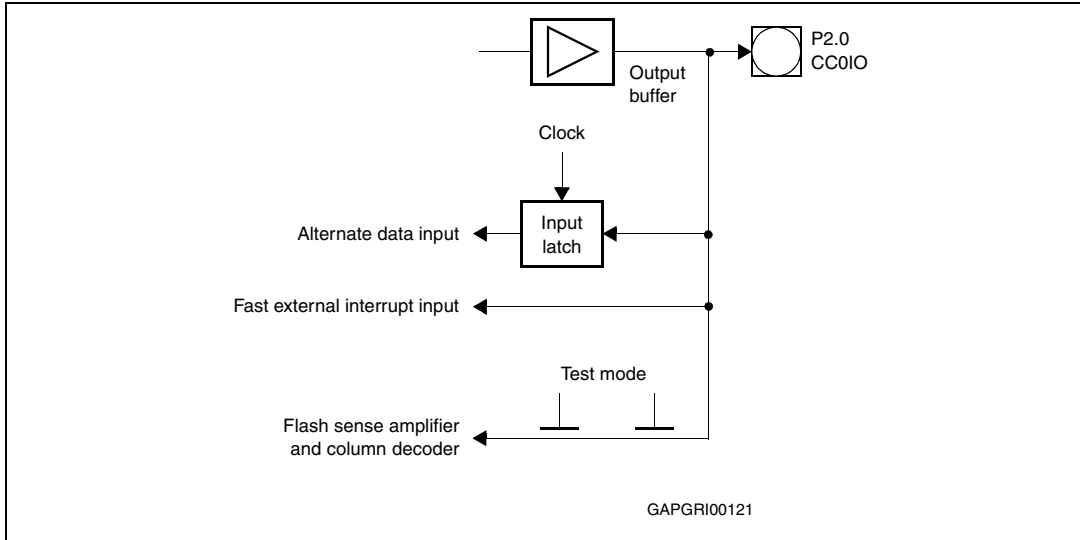 P2.0
CC0IO
Output
buffer
Clock
Input
latch
Alternate data input
Fast external interrupt input
Test mode
Flash sense amplifier
and column decoder
GAPGRI00121